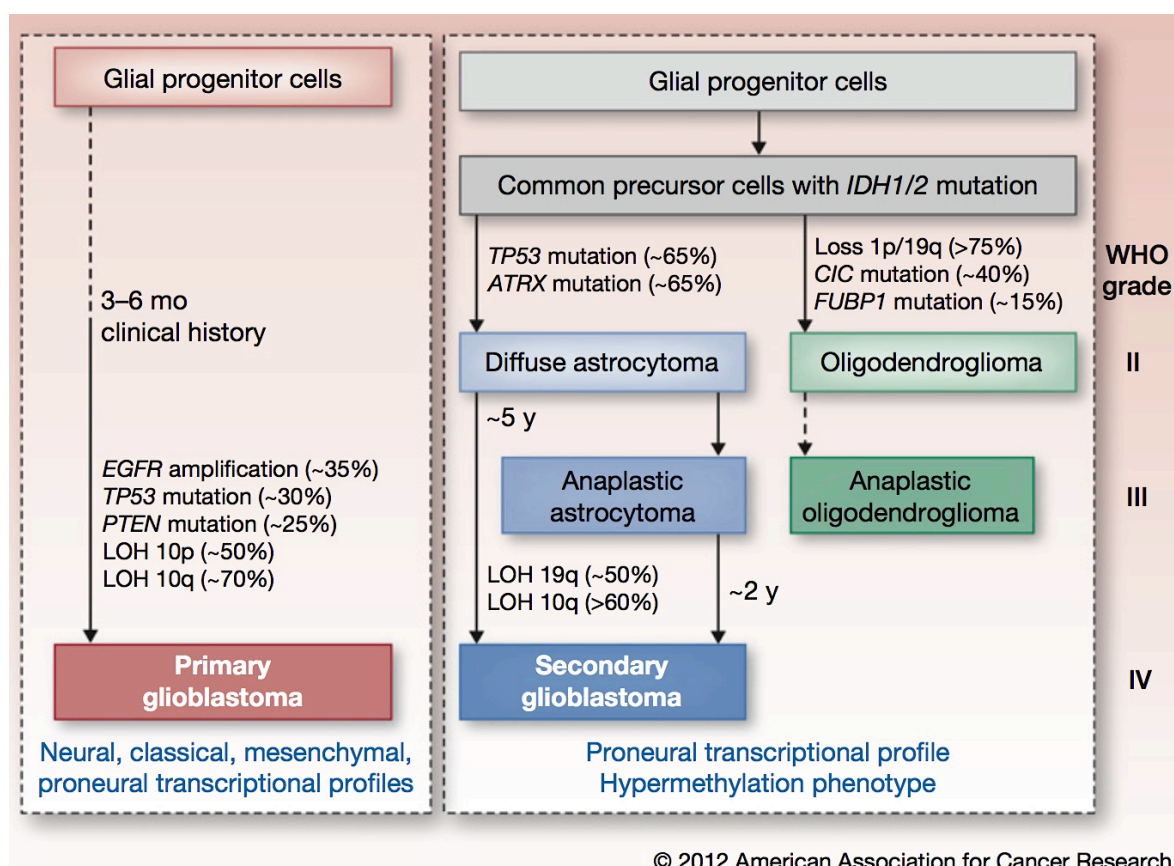 Glial progenitor cells
3–6 mo
clinical history
EGFR amplification (~35%)
TP53 mutation (~30%)
PTEN mutation (~25%)
LOH 10p (~50%)
LOH 10q (~70%)
Primary
glioblastoma
Neural, classical, mesenchymal,
proneural transcriptional profiles
Glial progenitor cells
Common precursor cells with IDH1/2 mutation
TP53 mutation (~65%)
ATRX mutation (~65%)
Loss 1p/19q (>75%)
CIC mutation (~40%)
FUBP1 mutation (~15%)
Diffuse astrocytoma
Oligodendroglioma
~5 y
Anaplastic
astrocytoma
Anaplastic
oligodendroglioma
LOH 19q (~50%)
LOH 10q (>60%)
~2 y
Secondary
glioblastoma
Proneural transcriptional profile
Hypermethylation phenotype
WHO
grade
II
III
IV
© 2012 American Association for Cancer Research